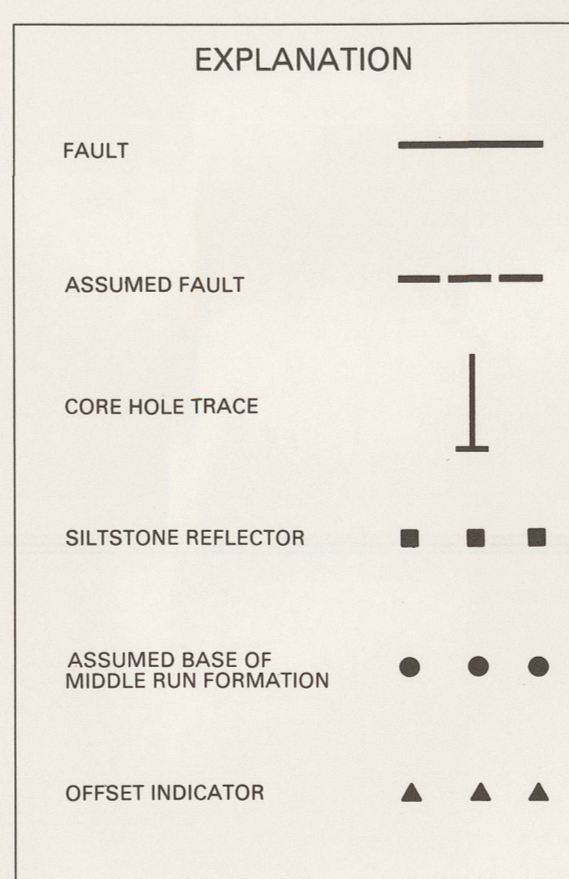 EXPLANATION
FAULT
ASSUMED FAULT
CORE HOLE TRACE
SILTSTONE REFLECTOR
ASSUMED BASE OF
MIDDLE RUN FORMATION
OFFSET INDICATOR